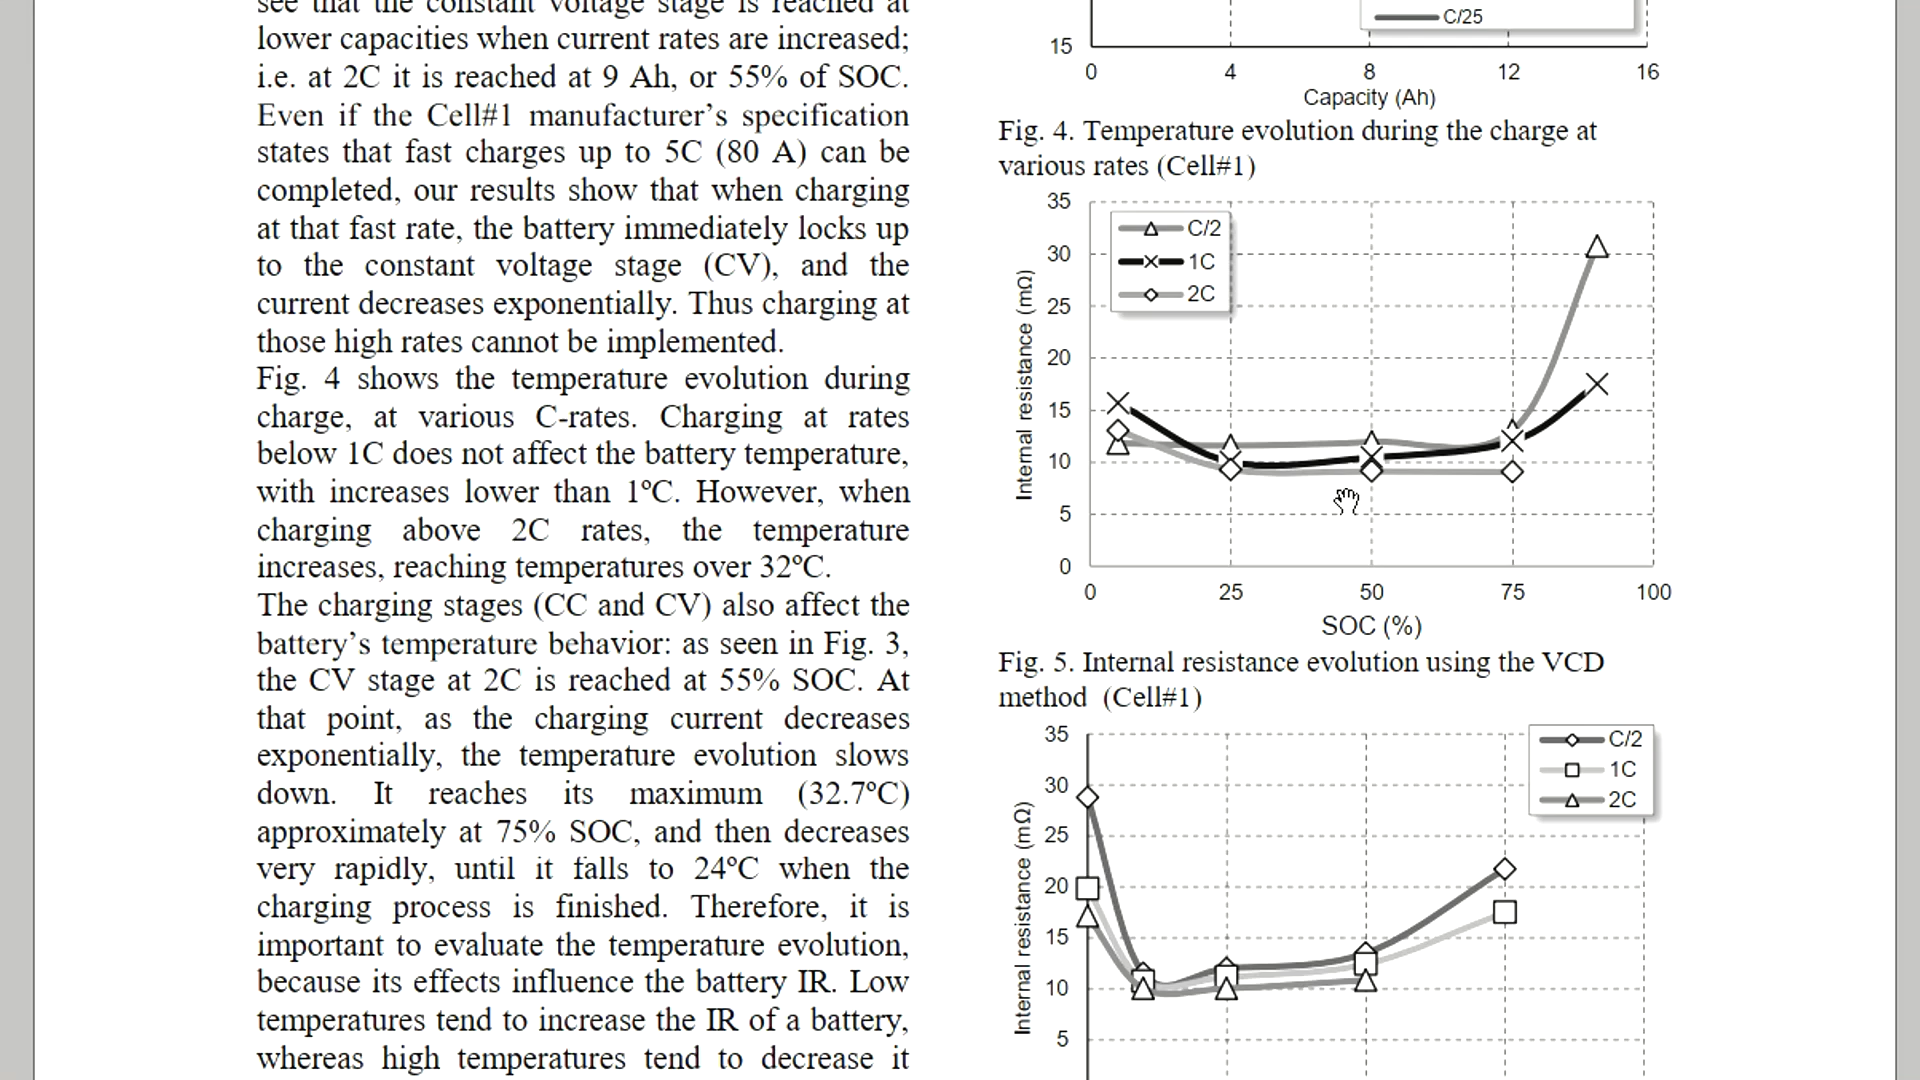 see that the constant voltage stage is reached at
lower capacities when current rates are increased;
i.e. at 2C it is reached at 9 Ah, or 55% of SOC.
Even if the Cell#1 manufacturer’s specification
states that fast charges up to 5C (80 A) can be
completed, our results show that when charging
at that fast rate, the battery immediately locks up
to the constant voltage stage (CV), and the
current decreases exponentially. Thus charging at
those high rates cannot be implemented.
Fig. 4 shows the temperature evolution during
charge, at various C-rates. Charging at rates
below 1C does not affect the battery temperature,
with increases lower than 1ºC. However, when
charging above 2C rates, the temperature
increases, reaching temperatures over 32ºC.
The charging stages (CC and CV) also affect the
battery’s temperature behavior: as seen in Fig. 3,
the CV stage at 2C is reached at 55% SOC. At
that point, as the charging current decreases
exponentially, the temperature evolution slows
down. It reaches its maximum (32.7ºC)
approximately at 75% SOC, and then decreases
very rapidly, until it falls to 24ºC when the
charging process is finished. Therefore, it is
important to evaluate the temperature evolution,
because its effects influence the battery IR. Low
temperatures tend to increase the IR of a battery,
whereas high temperatures tend to decrease it
C/25
15
0 4 8 12 16
Capacity (Ah)
Fig. 4. Temperature evolution during the charge at
various rates (Cell#1)
35
30
25
20
15
10
5
0
Internal resistance (mΩ)
C/2
1C
2C
0 25 50 75 100
SOC (%)
Fig. 5. Internal resistance evolution using the VCD
method (Cell#1)
35
30
25
20
15
10
5
Internal resistance (mΩ)
C/2
1C
2C